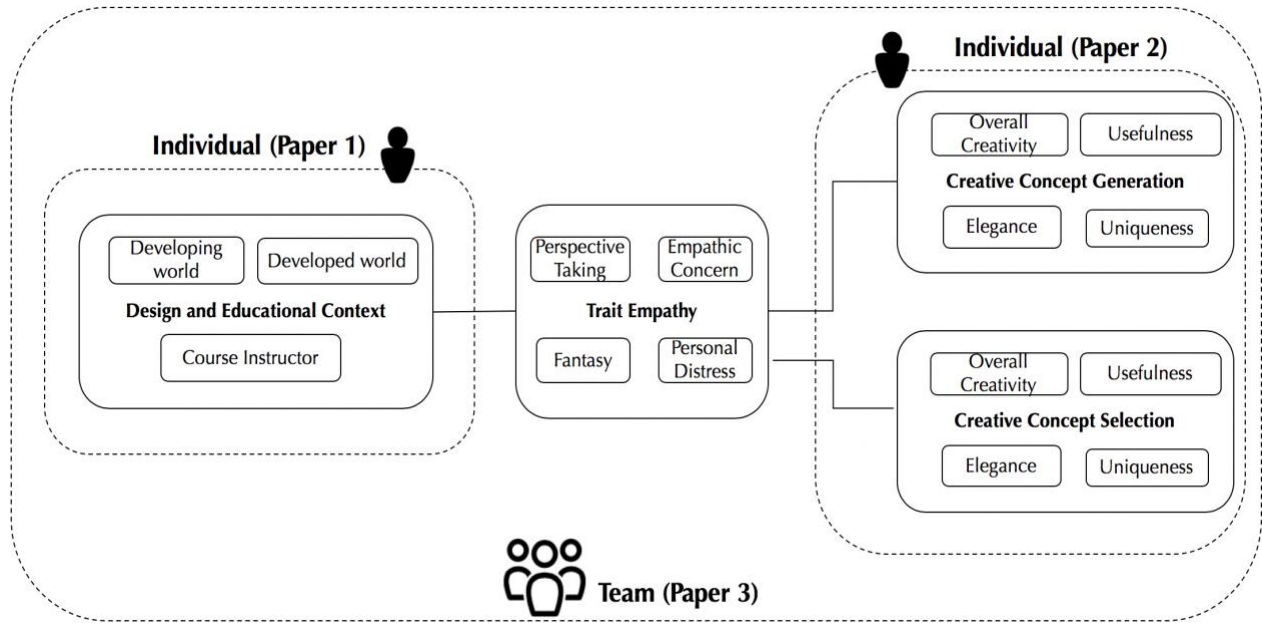 Individual (Paper 1)
Developing
world
Developed world
Design and Educational Context
Course Instructor
Perspective
Taking
Empathic
Concern
Trait Empathy
Fantasy
Personal
Distress
Individual (Paper 2)
Overall
Creativity
Usefulness
Creative Concept Generation
Elegance
Uniqueness
Overall
Creativity
Usefulness
Creative Concept Selection
Elegance
Uniqueness
Team (Paper 3)